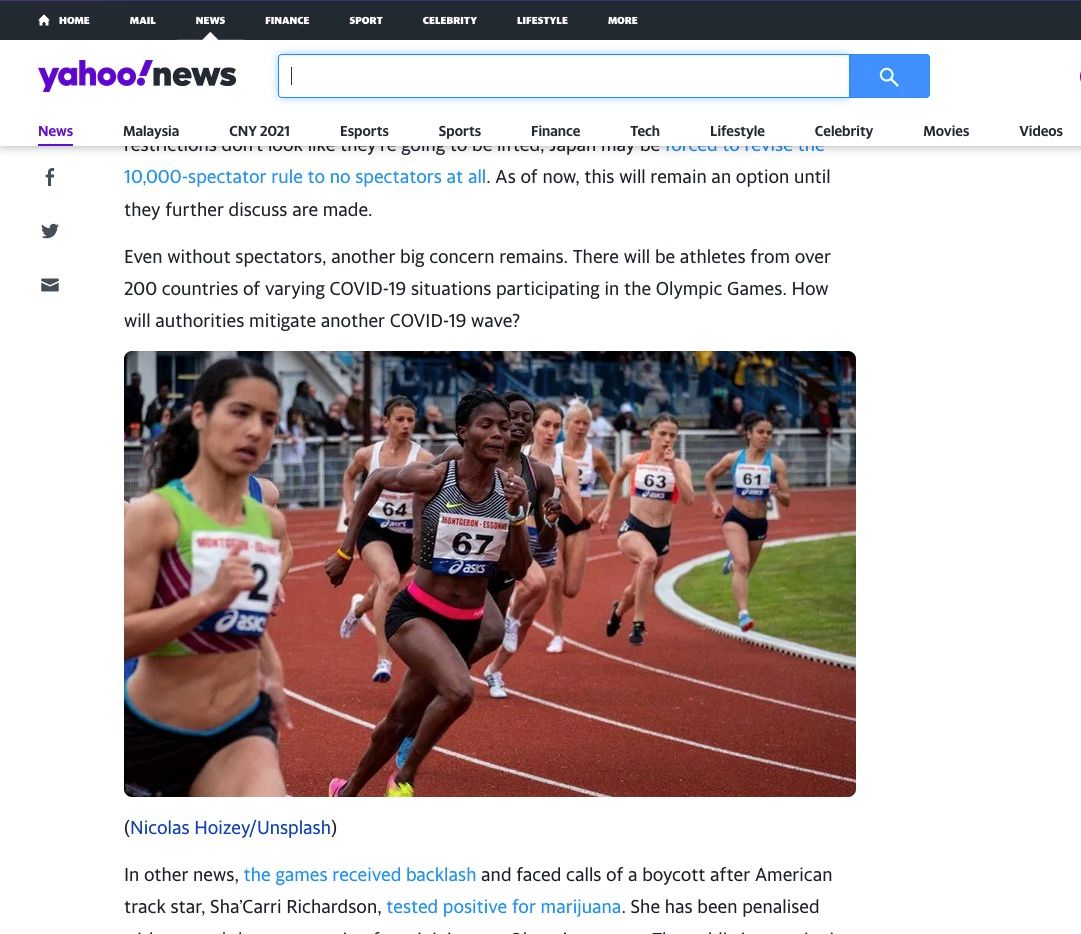 HOME MAIL NEWS FINANCE SPORT CELEBRITY LIFESTYLE MORE
yahoo!news
News Malaysia CNY 2021 Esports Sports Finance Tech Lifestyle Celebrity Movies Videos
restrictions don't look like they're going to be lifted, Japan may be forced to revise the
10,000-spectator rule to no spectators at all. As of now, this will remain an option until
they further discuss are made.
Even without spectators, another big concern remains. There will be athletes from over
200 countries of varying COVID-19 situations participating in the Olympic Games. How
will authorities mitigate another COVID-19 wave?
64
asics
MONTGERON - ESSONNE
67
asics
63
asics
61
asics
2
asics
(Nicolas Hoizey/Unsplash)
In other news, the games received backlash and faced calls of a boycott after American
track star, Sha'Carri Richardson, tested positive for marijuana. She has been penalised